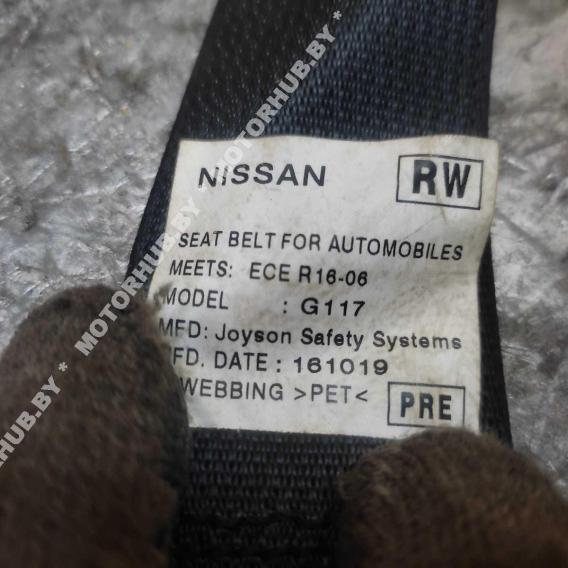 NISSAN RW
SEAT BELT FOR AUTOMOBILES
MEETS: ECE R16-06
MODEL : G117
MFD: Joyson Safety Systems
MFD. DATE : 161019
WEBBING >PET< PRE
MOTORHUB.BY * MOTORHUB.BY * MOTORHUB.BY *